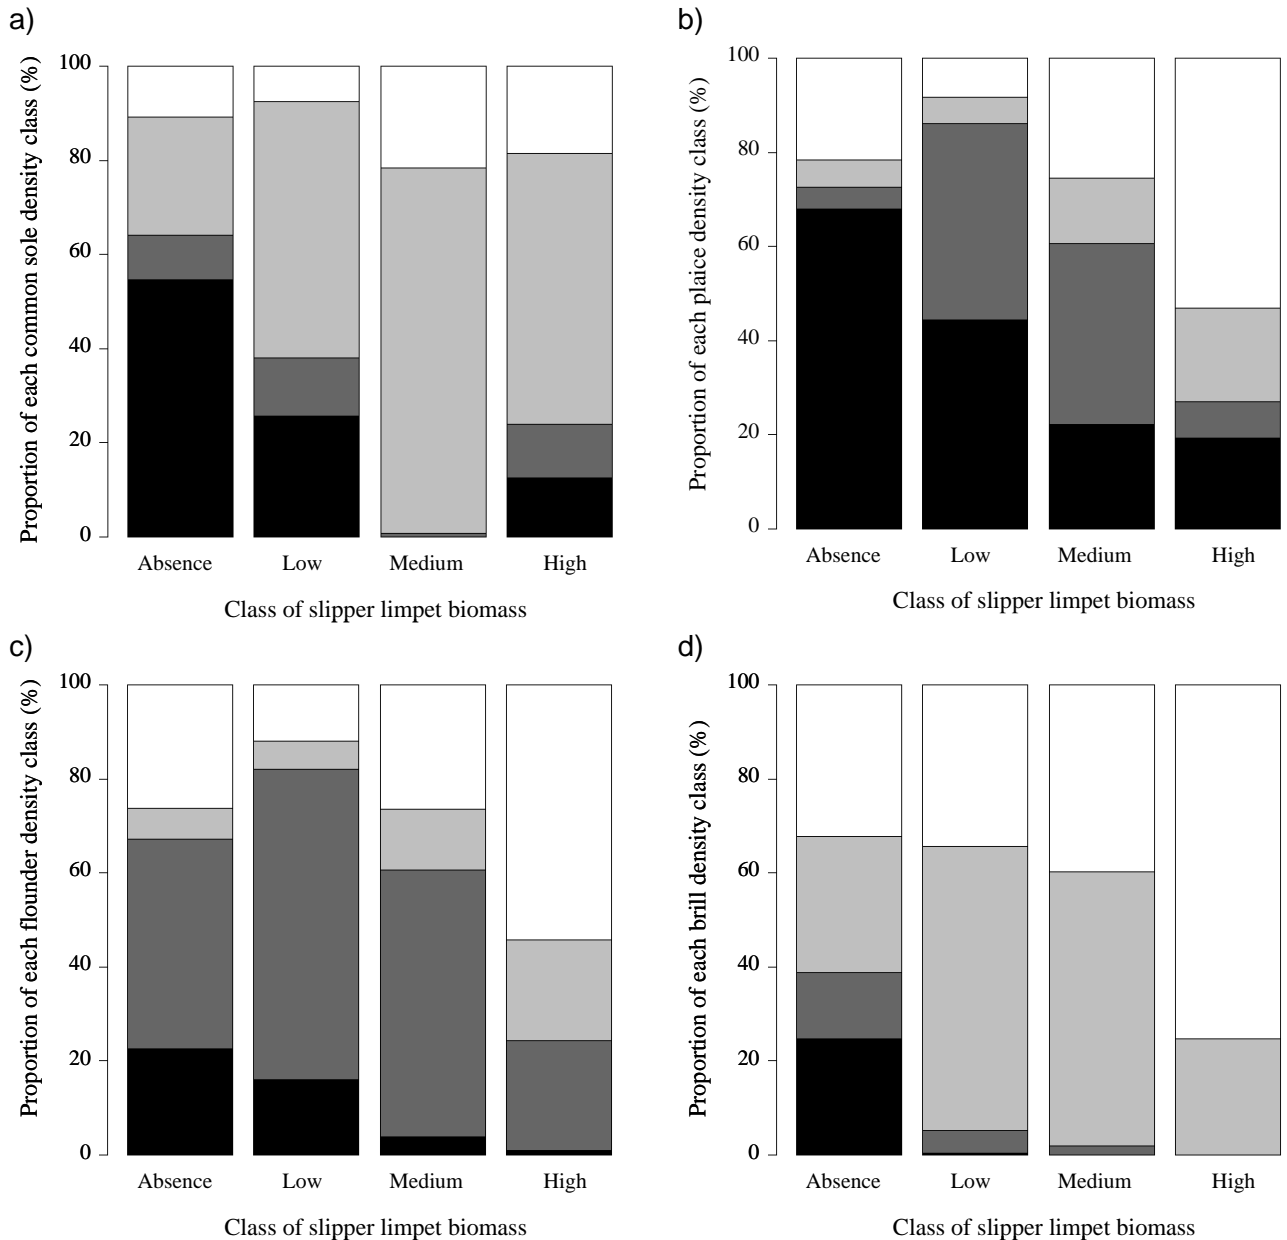 a)
Proportion of each common sole density class (%)
100
80
60
40
20
0
Absence Low Medium High
Class of slipper limpet biomass
b)
Proportion of each plaice density class (%)
100
80
60
40
20
0
Absence Low Medium High
Class of slipper limpet biomass
c)
Proportion of each flounder density class (%)
100
80
60
40
20
0
Absence Low Medium High
Class of slipper limpet biomass
d)
Proportion of each brill density class (%)
100
80
60
40
20
0
Absence Low Medium High
Class of slipper limpet biomass